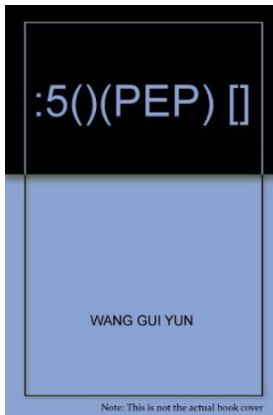 :5()(PEP) []
WANG GUI YUN
Note: This is not the actual book cover